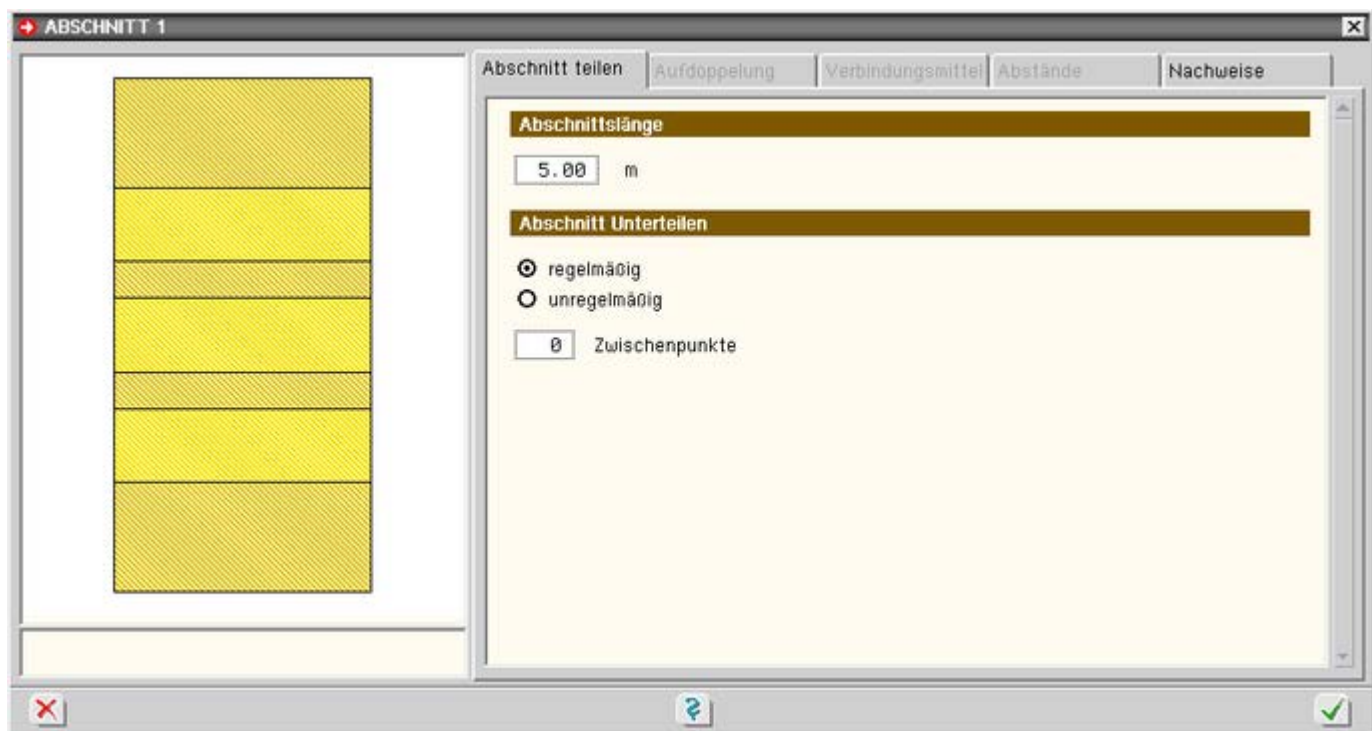 ABSCHNITT 1
Abschnitt teilen Aufdoppelung Verbindungsmittel Abstände Nachweise
Abschnittslänge
5.00 m
Abschnitt Unterteilen
regelmäßig
unregelmäßig
0 Zwischenpunkte